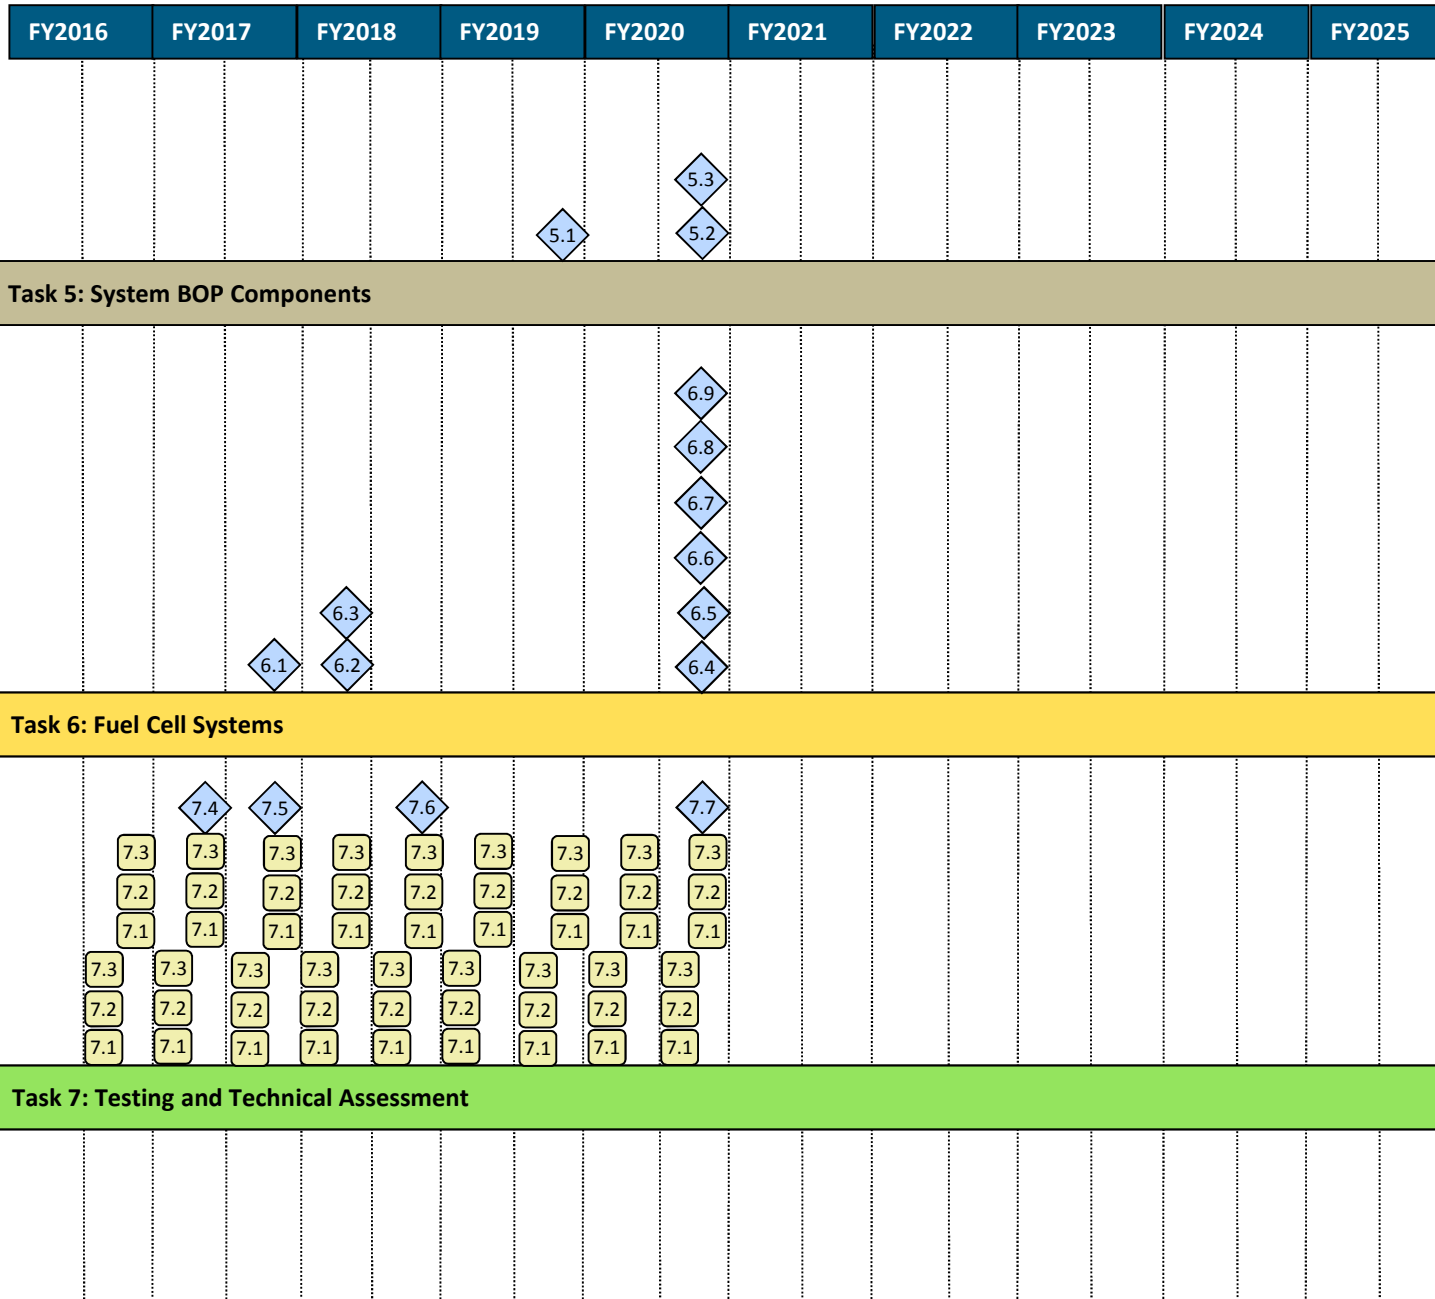 FY2016 FY2017 FY2018 FY2019 FY2020 FY2021 FY2022 FY2023 FY2024 FY2025
5.3
5.1 5.2
Task 5: System BOP Components
6.9
6.8
6.7
6.6
6.3 6.5
6.1 6.2 6.4
Task 6: Fuel Cell Systems
7.4 7.5 7.6 7.7
7.3 7.3 7.3 7.3 7.3 7.3 7.3 7.3 7.3
7.2 7.2 7.2 7.2 7.2 7.2 7.2 7.2 7.2
7.1 7.1 7.1 7.1 7.1 7.1 7.1 7.1 7.1
7.3 7.3 7.3 7.3 7.3 7.3 7.3 7.3 7.3
7.2 7.2 7.2 7.2 7.2 7.2 7.2 7.2 7.2
7.1 7.1 7.1 7.1 7.1 7.1 7.1 7.1 7.1
Task 7: Testing and Technical Assessment